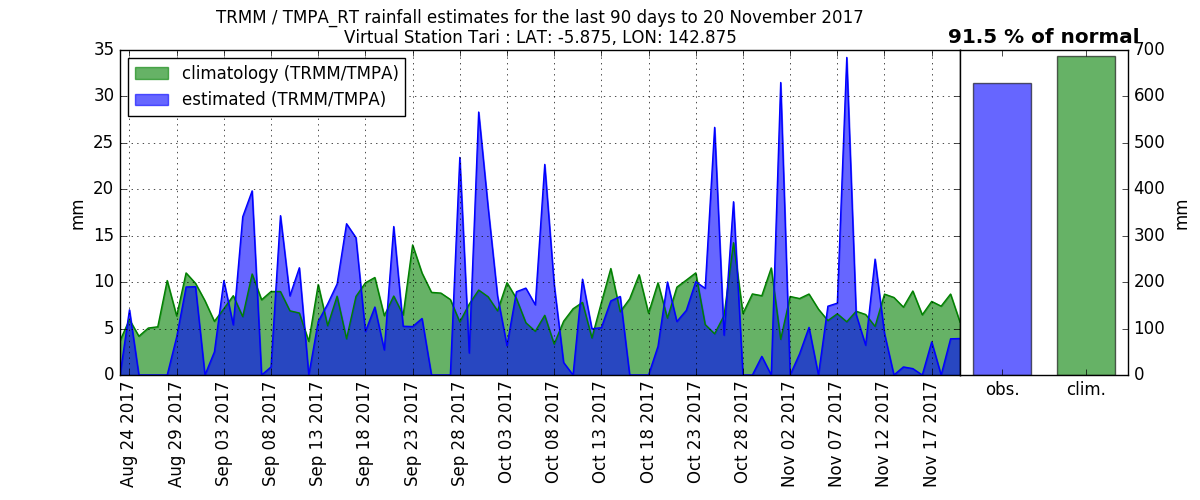 TRMM / TMPA_RT rainfall estimates for the last 90 days to 20 November 2017
Virtual Station Tari : LAT: -5.875, LON: 142.875
91.5 % of normal
climatology (TRMM/TMPA)
estimated (TRMM/TMPA)
35
30
25
20
15
10
5
0
mm
Aug 24 2017
Aug 29 2017
Sep 03 2017
Sep 08 2017
Sep 13 2017
Sep 18 2017
Sep 23 2017
Sep 28 2017
Oct 03 2017
Oct 08 2017
Oct 13 2017
Oct 18 2017
Oct 23 2017
Oct 28 2017
Nov 02 2017
Nov 07 2017
Nov 12 2017
Nov 17 2017
700
600
500
400
300
200
100
0
mm
obs.
clim.